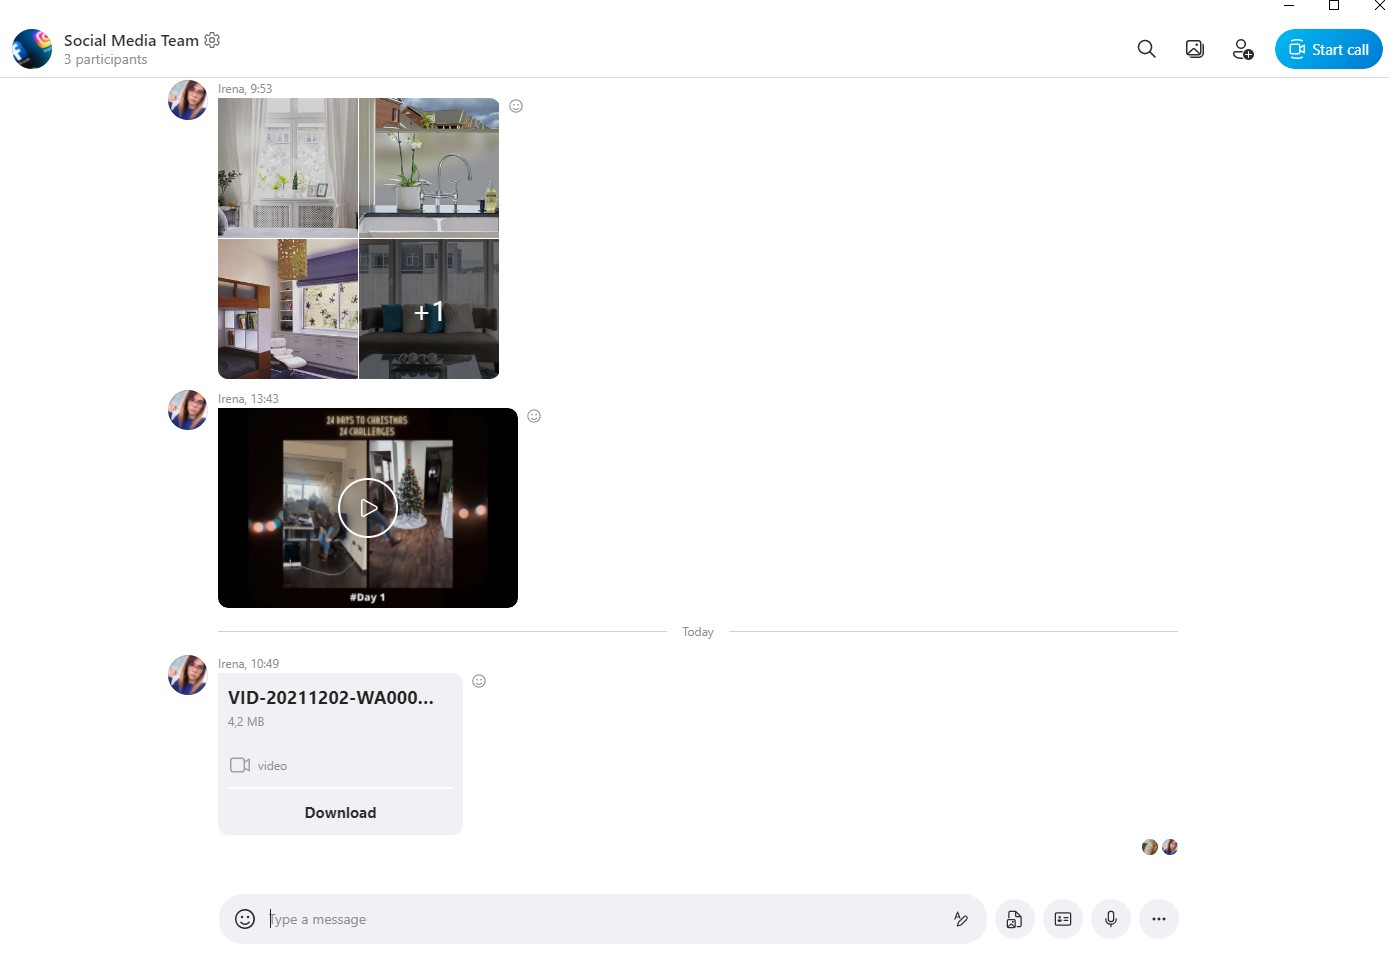 Social Media Team
3 participants
Start call
Irena, 9:53
+1
Irena, 13:43
24 DAYS TO CHRISTMAS
24 CHALLENGES
#Day 1
Today
Irena, 10:49
VID-20211202-WA000...
4,2 MB
video
Download
Type a message